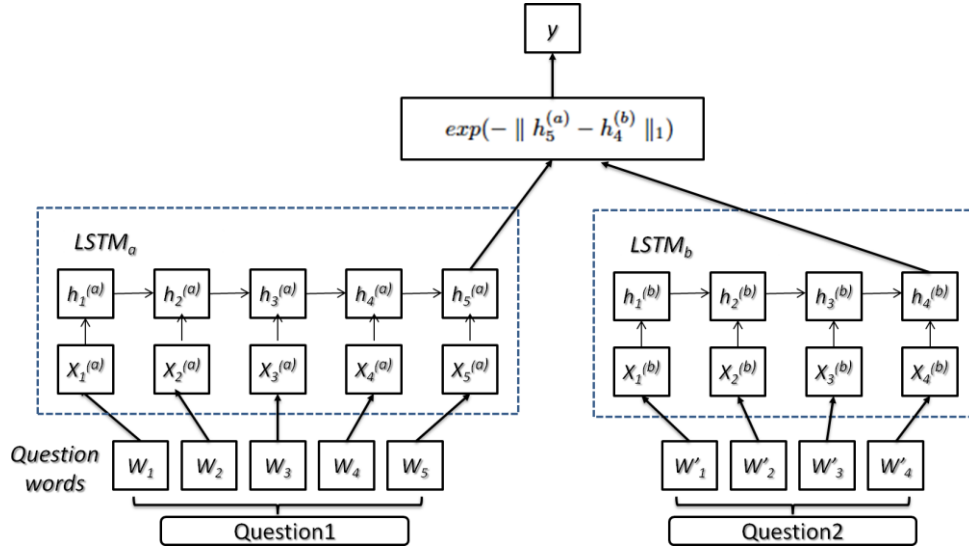 y
exp(− ‖ h₅⁽ᵃ⁾ − h₄⁽ᵇ⁾ ‖₁)
LSTMₐ
h₁⁽ᵃ⁾ h₂⁽ᵃ⁾ h₃⁽ᵃ⁾ h₄⁽ᵃ⁾ h₅⁽ᵃ⁾
X₁⁽ᵃ⁾ X₂⁽ᵃ⁾ X₃⁽ᵃ⁾ X₄⁽ᵃ⁾ X₅⁽ᵃ⁾
Question
words
W₁ W₂ W₃ W₄ W₅
Question1
LSTM_b
h₁⁽ᵇ⁾ h₂⁽ᵇ⁾ h₃⁽ᵇ⁾ h₄⁽ᵇ⁾
X₁⁽ᵇ⁾ X₂⁽ᵇ⁾ X₃⁽ᵇ⁾ X₄⁽ᵇ⁾
W'₁ W'₂ W'₃ W'₄
Question2